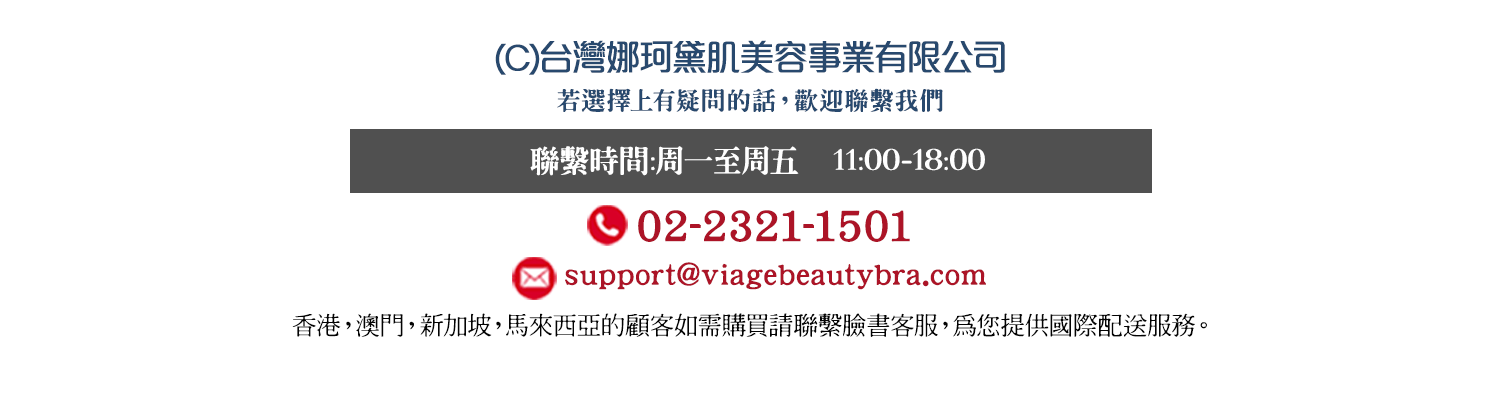 (C)台灣娜珂黛肌美容事業有限公司
若選擇上有疑問的話，歡迎聯繫我們
聯繫時間:周一至周五 11:00-18:00
02-2321-1501
support@viagebeautybra.com
香港，澳門，新加坡，馬來西亞的顧客如需購買請聯繫臉書客服，為您提供國際配送服務。